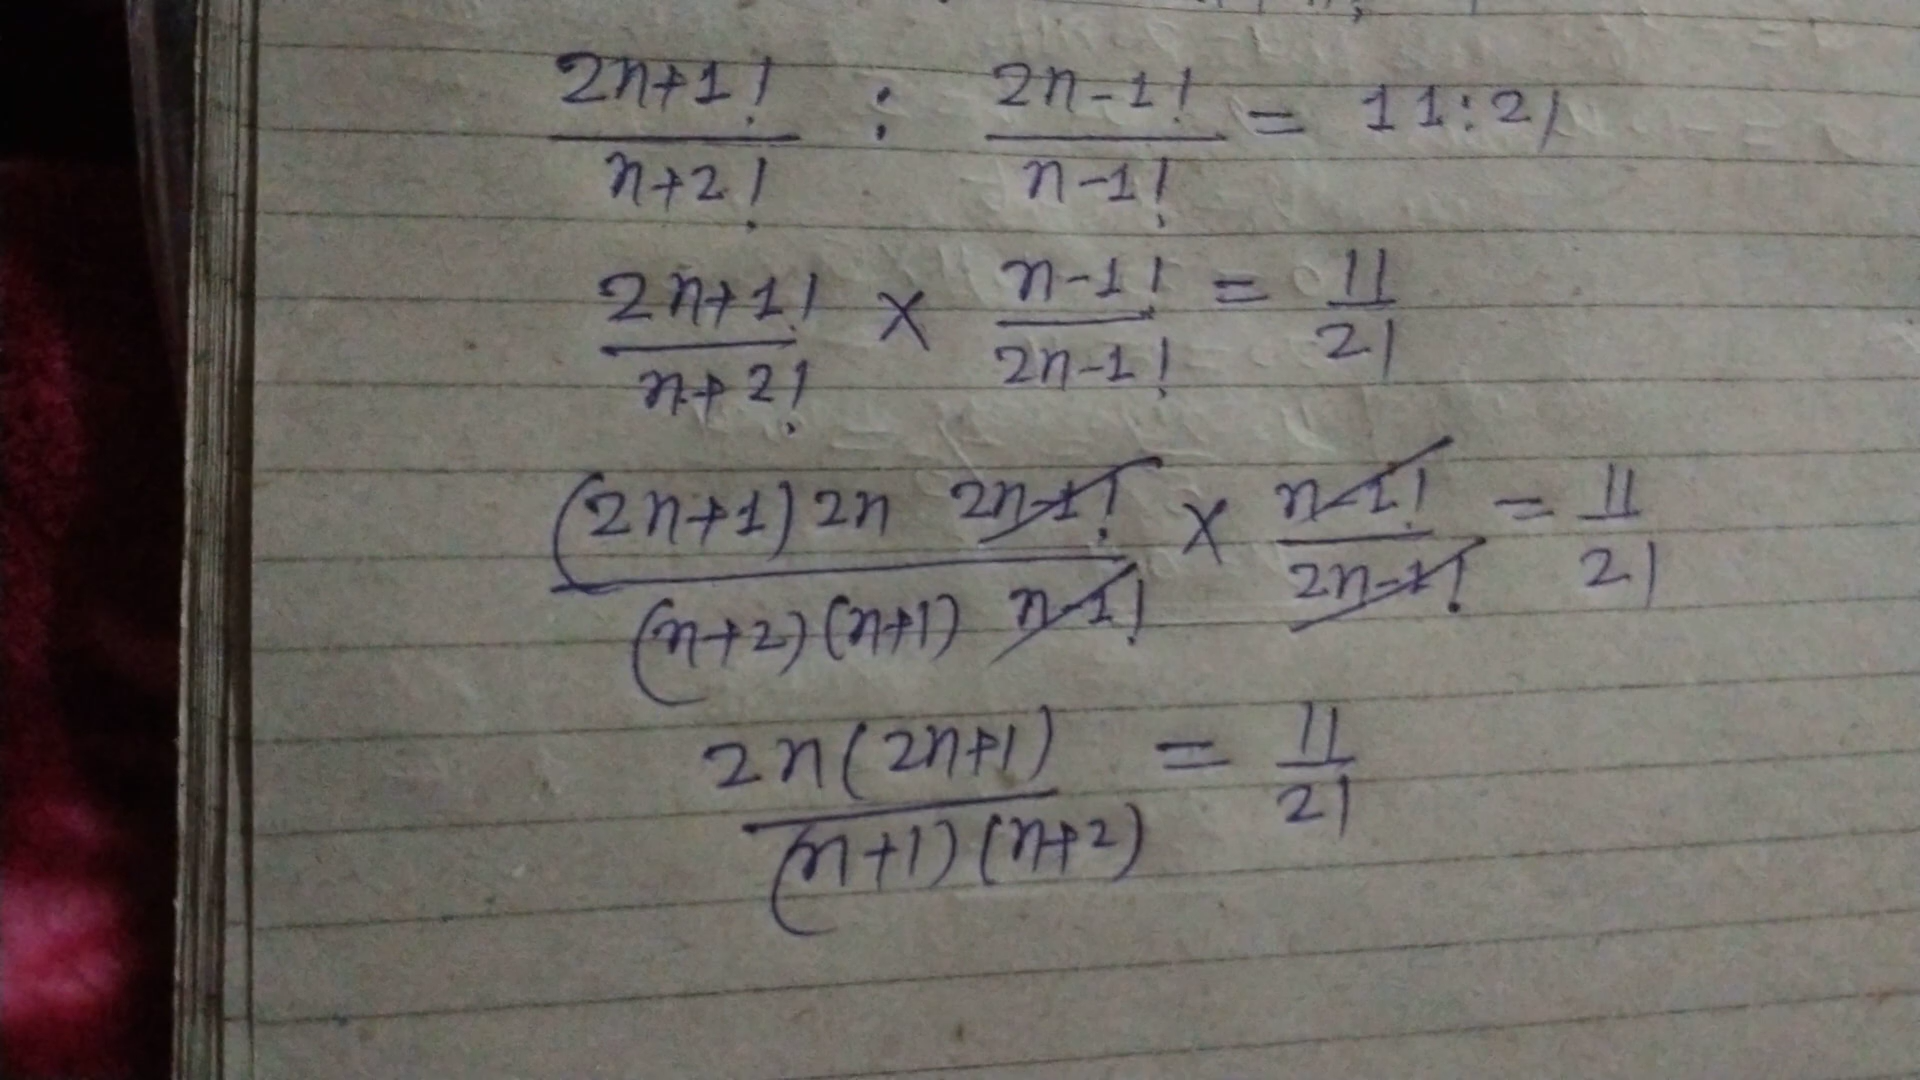 2n+1! / n+2! : 2n-1! / n-1! = 11:21
2n+1! / n+2! × n-1! / 2n-1! = 11/21
(2n+1) 2n 2n-1! / (n+2)(n+1) n-1! × n-1! / 2n-1! = 11/21
2n(2n+1) / (n+1)(n+2) = 11/21